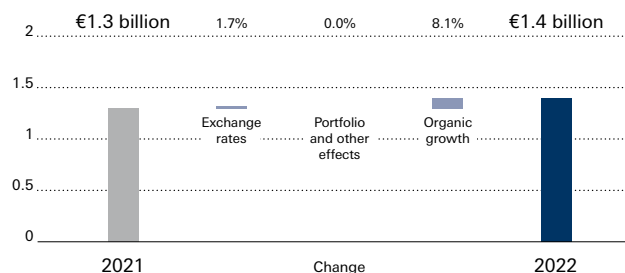 €1.3 billion 1.7% 0.0% 8.1% €1.4 billion
2
1.5
Exchange rates
Portfolio and other effects
Organic growth
1
0.5
0
2021 Change 2022